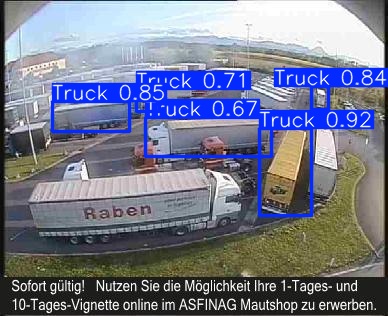 Truck 0.84
Truck 0.71
Truck 0.85
Truck 0.67
Truck 0.92
Raben
Sofort gültig! Nutzen Sie die Möglichkeit Ihre 1-Tages- und
10-Tages-Vignette online im ASFINAG Mautshop zu erwerben.